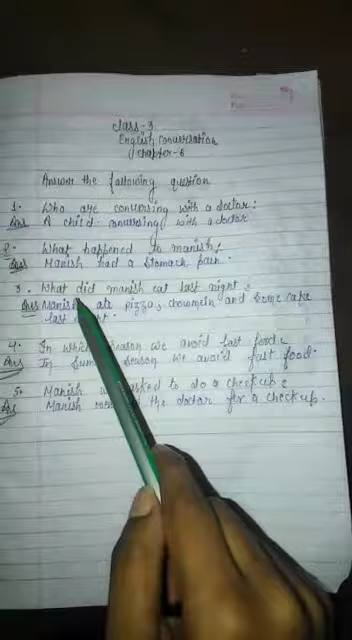 Class-3
English Conversation
Chapter-6
Answer the following question
1. Who are conversing with a doctor?
Ans A child conversing with a doctor
2. What happened to manish?
Ans Manish had a stomach pain.
3. What did manish eat last night?
Ans Manish ate pizza, chowmein and some cake
last
4. In which season we avoid fast food?
Ans In season we avoid fast food.
5. Manish asked to do a checkup?
Ans Manish the doctor for a checkup.